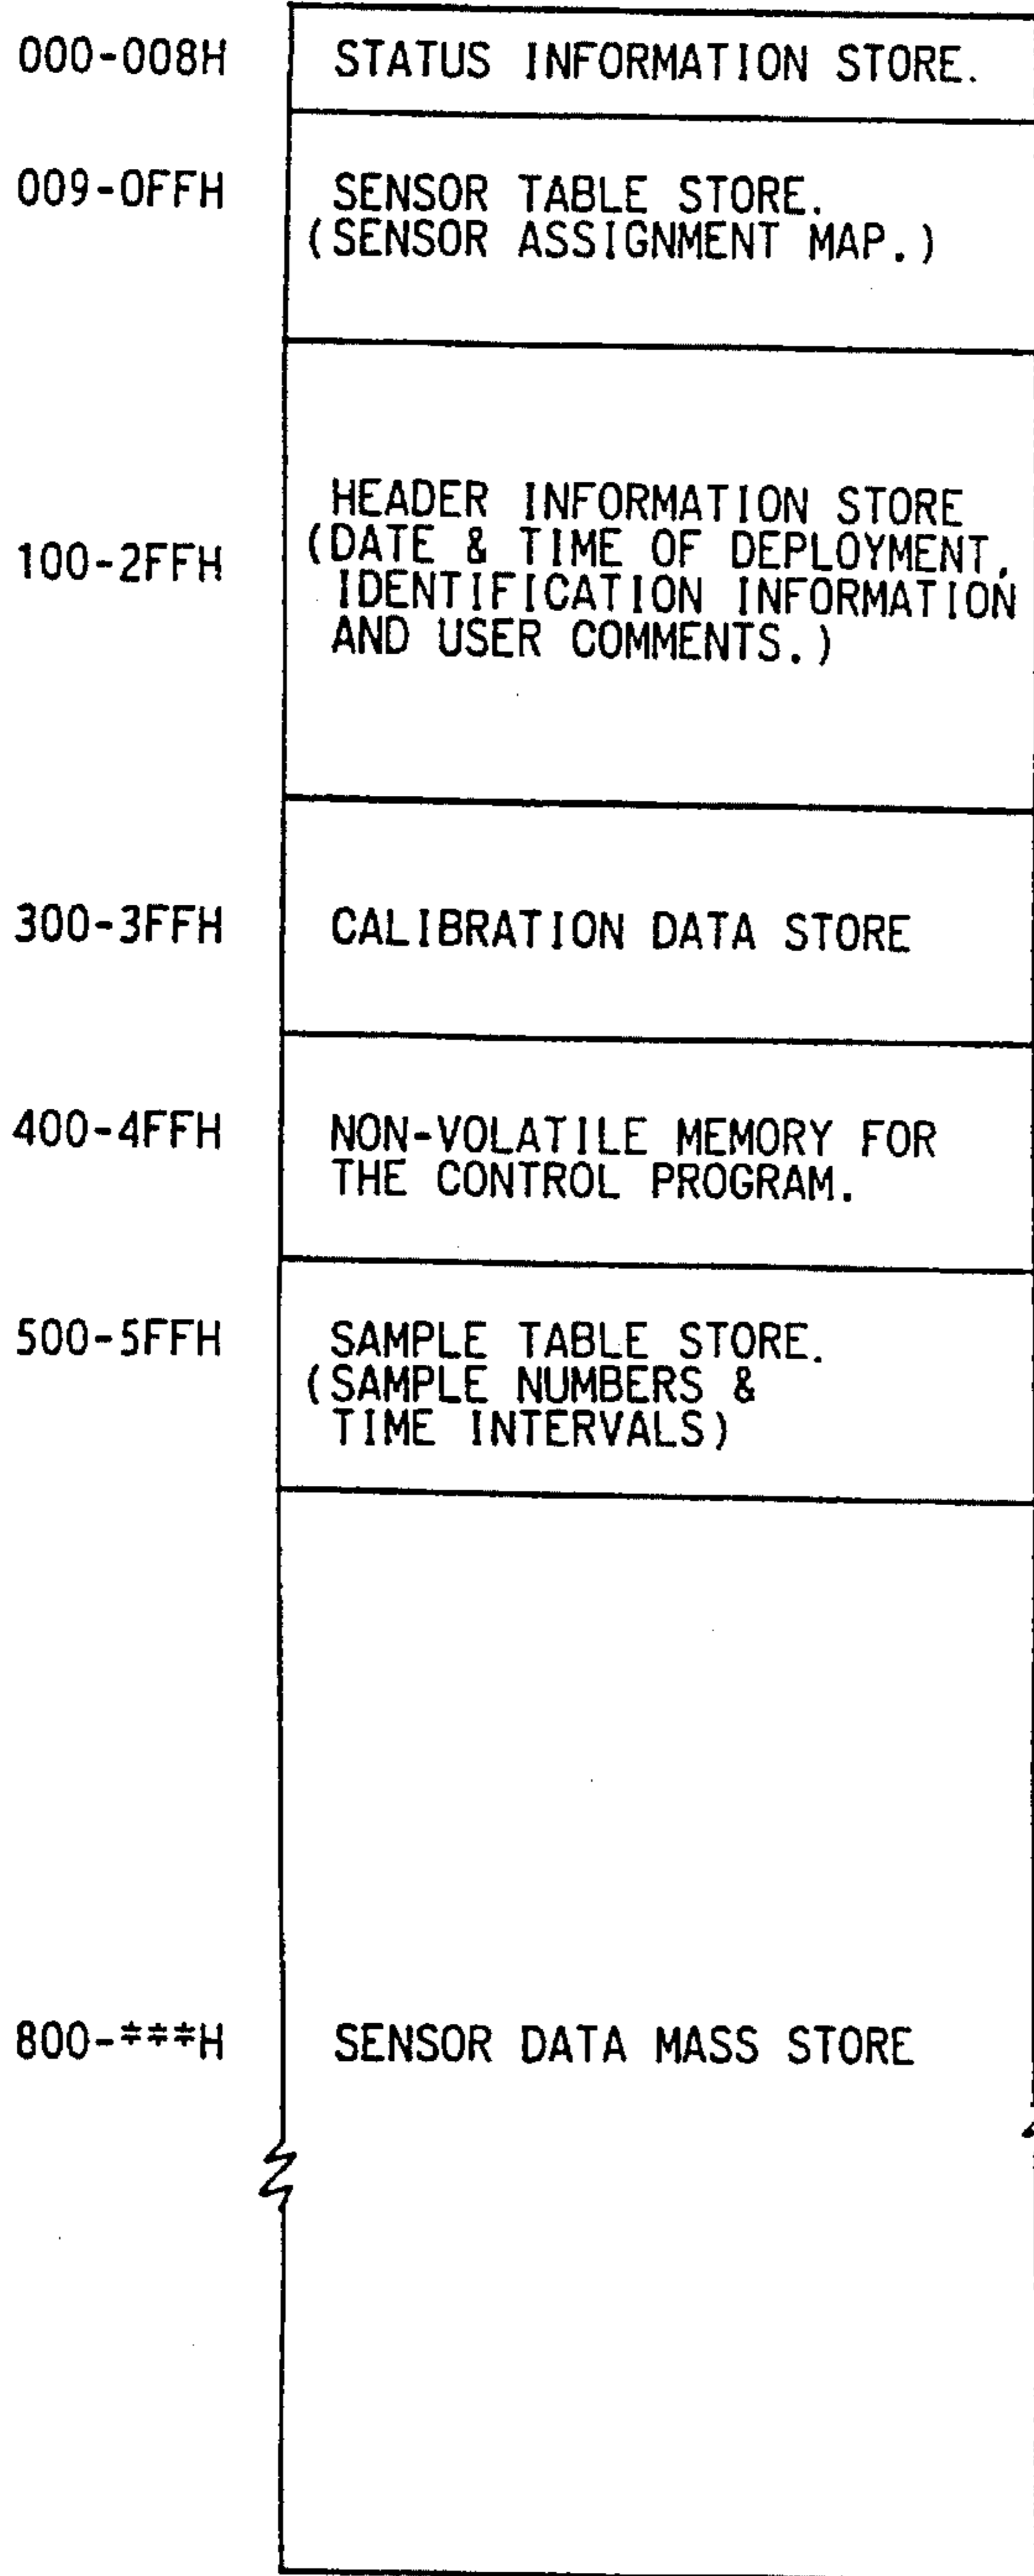 000-008H STATUS INFORMATION STORE.
009-0FFH SENSOR TABLE STORE.
(SENSOR ASSIGNMENT MAP.)
HEADER INFORMATION STORE
100-2FFH (DATE & TIME OF DEPLOYMENT,
IDENTIFICATION INFORMATION
AND USER COMMENTS.)
300-3FFH CALIBRATION DATA STORE
400-4FFH NON-VOLATILE MEMORY FOR
THE CONTROL PROGRAM.
500-5FFH SAMPLE TABLE STORE.
(SAMPLE NUMBERS &
TIME INTERVALS)
800-***H SENSOR DATA MASS STORE